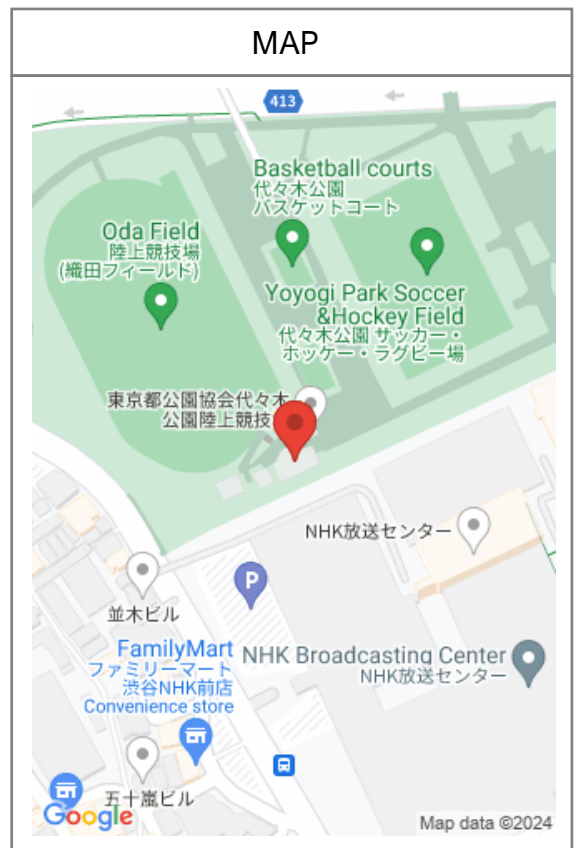 MAP
413
Basketball courts
代々木公園
バスケットコート
Oda Field
陸上競技場
(織田フィールド)
Yoyogi Park Soccer
&Hockey Field
代々木公園 サッカー・
ホッケー・ラグビー場
東京都公園協会代々木
公園陸上競技
NHK放送センター
P
並木ビル
FamilyMart
ファミリーマート
渋谷NHK前店
Convenience store
NHK Broadcasting Center
NHK放送センター
五十嵐ビル
Google
Map data ©2024